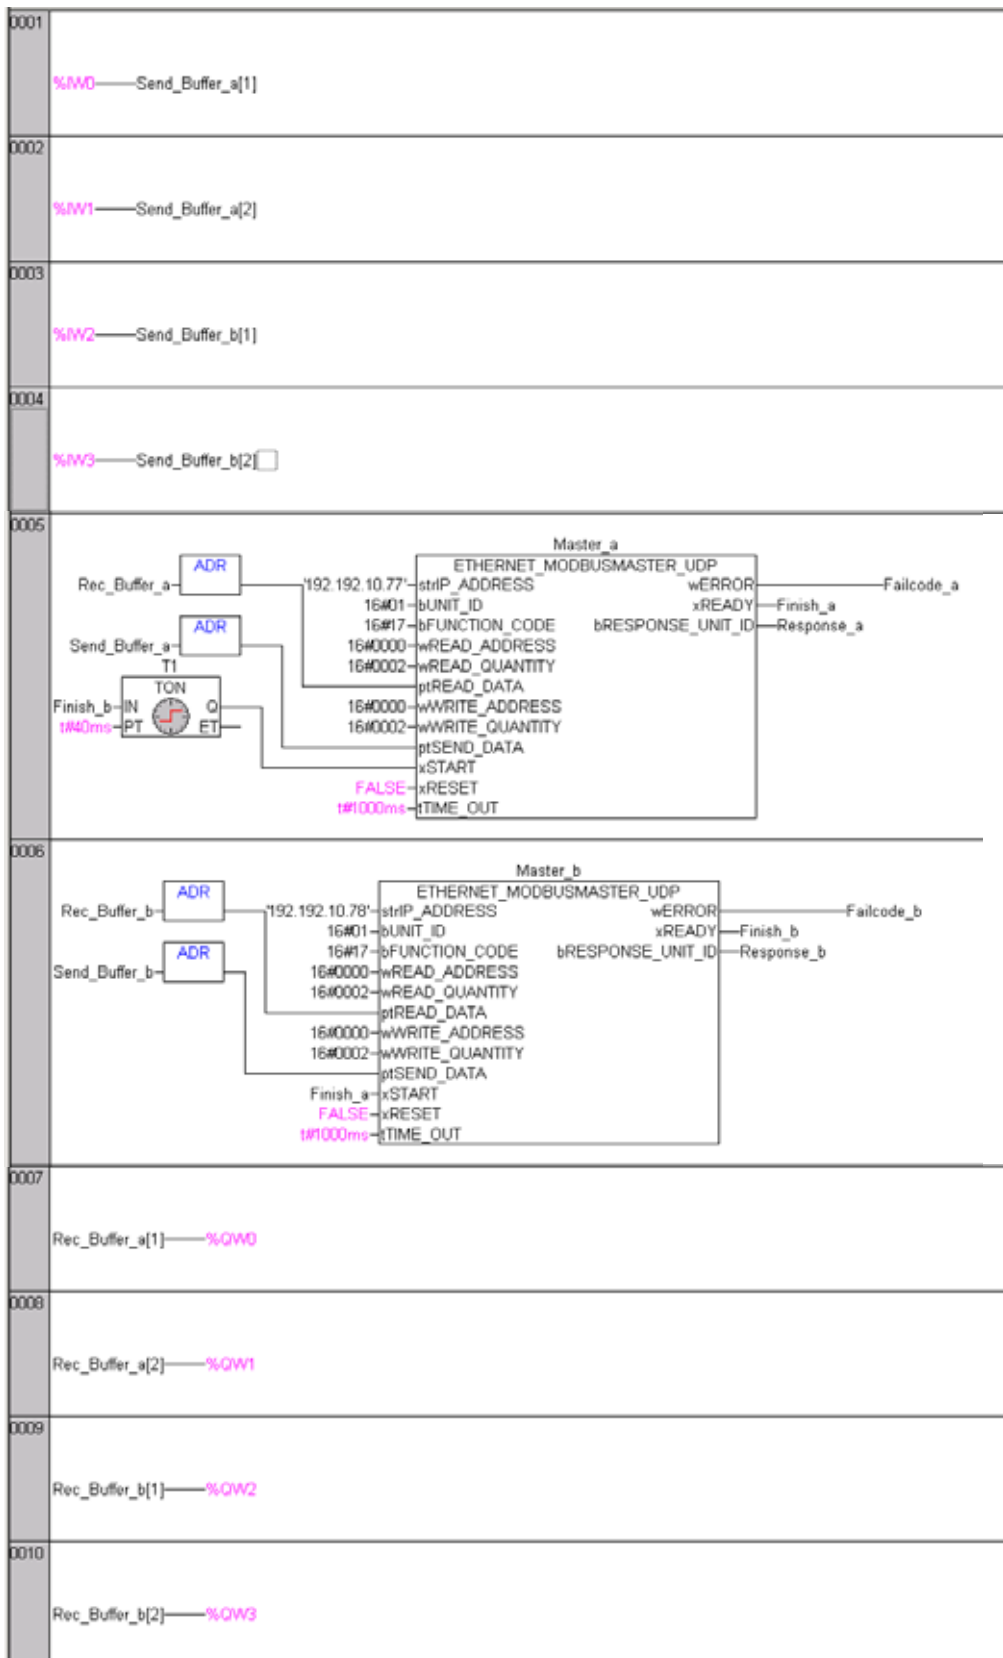 0001
%IW0 Send_Buffer_a[1]
0002
%IW1 Send_Buffer_a[2]
0003
%IW2 Send_Buffer_b[1]
0004
%IW3 Send_Buffer_b[2]
0005
Master_a
ADR ETHERNET_MODBUSMASTER_UDP
Rec_Buffer_a '192.192.10.77' strIP_ADDRESS wERROR Failcode_a
16#01 bUNIT_ID xREADY Finish_a
ADR 16#17 bFUNCTION_CODE bRESPONSE_UNIT_ID Response_a
Send_Buffer_a 16#0000 wREAD_ADDRESS
T1 16#0002 wREAD_QUANTITY
TON ptREAD_DATA
Finish_b IN Q 16#0000 wWRITE_ADDRESS
t#40ms PT ET 16#0002 wWRITE_QUANTITY
ptSEND_DATA
xSTART
FALSE xRESET
t#1000ms tTIME_OUT
0006
Master_b
ADR ETHERNET_MODBUSMASTER_UDP
Rec_Buffer_b '192.192.10.78' strIP_ADDRESS wERROR Failcode_b
16#01 bUNIT_ID xREADY Finish_b
ADR 16#17 bFUNCTION_CODE bRESPONSE_UNIT_ID Response_b
Send_Buffer_b 16#0000 wREAD_ADDRESS
16#0002 wREAD_QUANTITY
ptREAD_DATA
16#0000 wWRITE_ADDRESS
16#0002 wWRITE_QUANTITY
ptSEND_DATA
Finish_a xSTART
FALSE xRESET
t#1000ms tTIME_OUT
0007
Rec_Buffer_a[1] %QW0
0008
Rec_Buffer_a[2] %QW1
0009
Rec_Buffer_b[1] %QW2
0010
Rec_Buffer_b[2] %QW3